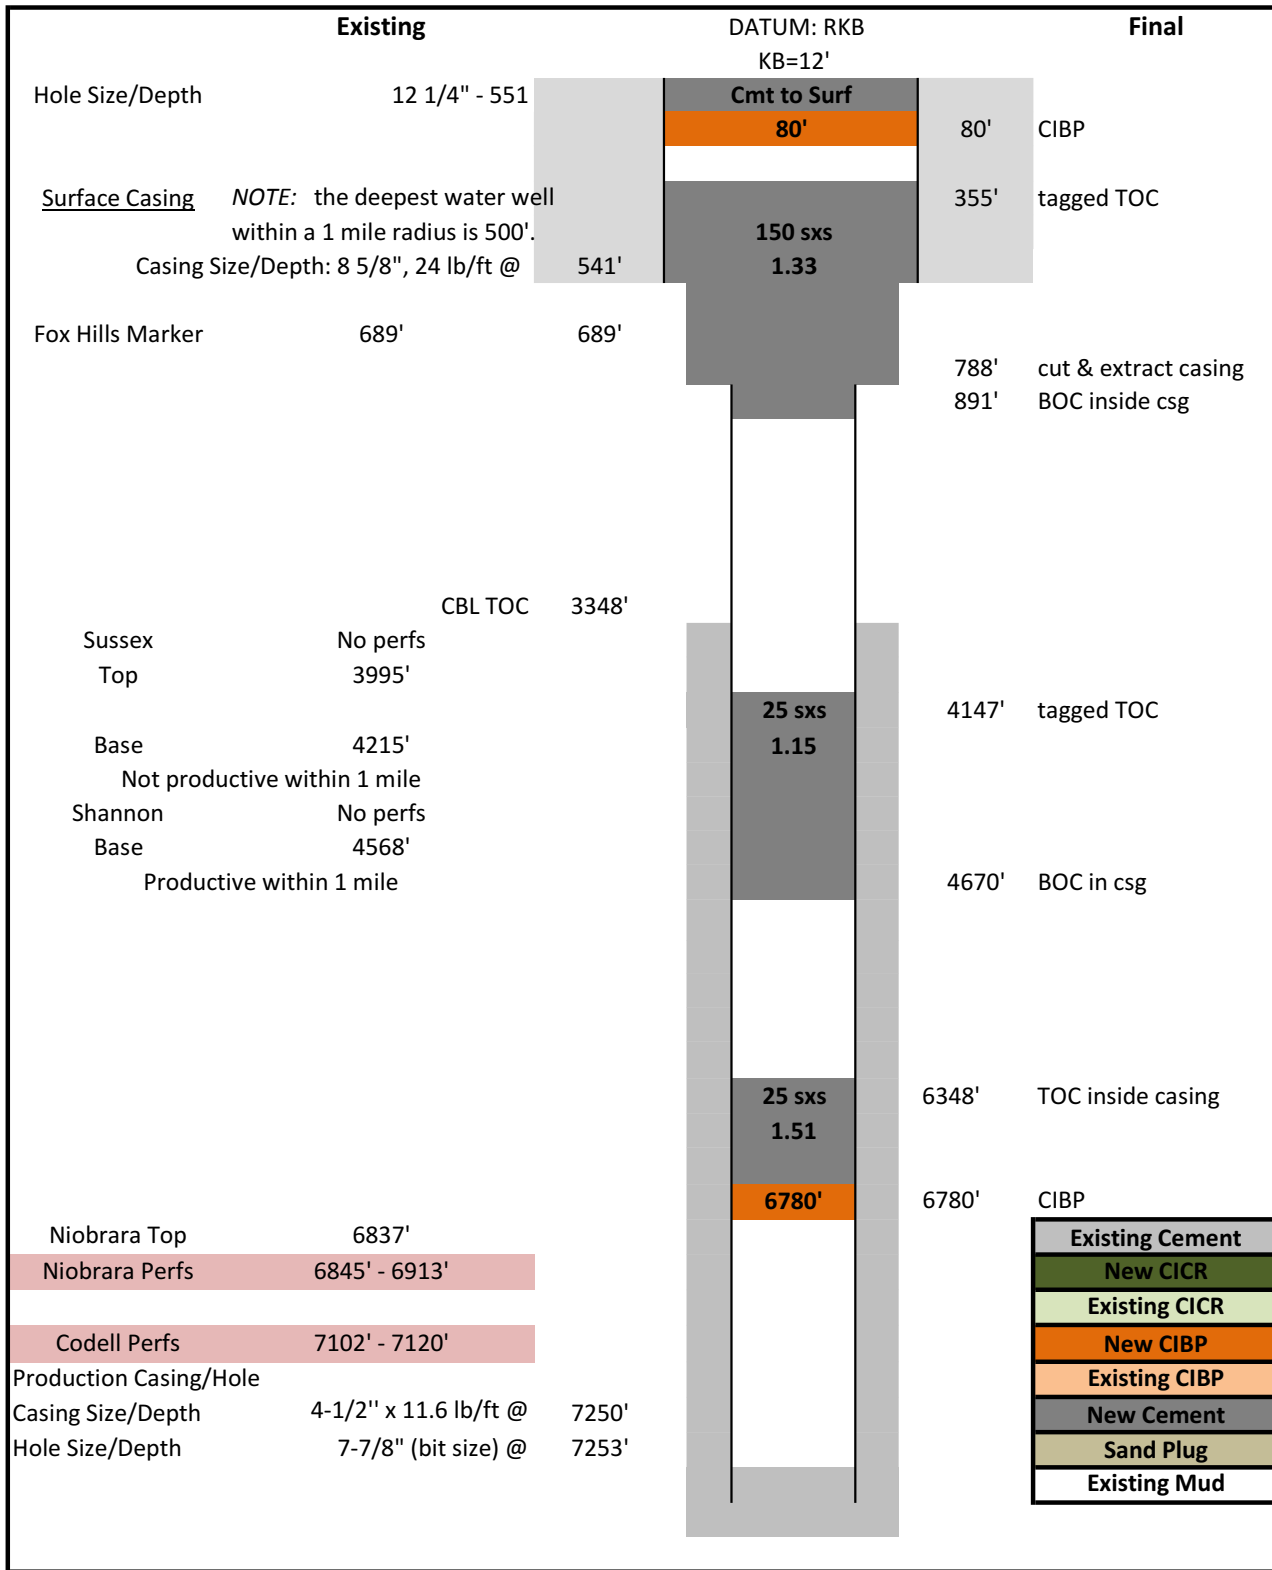 Existing DATUM: RKB Final
KB=12'
Hole Size/Depth 12 1/4" - 551 Cmt to Surf
80' 80' CIBP
Surface Casing NOTE: the deepest water well 355' tagged TOC
within a 1 mile radius is 500'. 150 sxs
Casing Size/Depth: 8 5/8", 24 lb/ft @ 541' 1.33
Fox Hills Marker 689' 689'
788' cut & extract casing
891' BOC inside csg
CBL TOC 3348'
Sussex No perfs
Top 3995'
25 sxs 4147' tagged TOC
Base 4215' 1.15
Not productive within 1 mile
Shannon No perfs
Base 4568'
Productive within 1 mile 4670' BOC in csg
25 sxs 6348' TOC inside casing
1.51
6780' 6780' CIBP
Niobrara Top 6837' Existing Cement
Niobrara Perfs 6845' - 6913' New CICR
Existing CICR
Codell Perfs 7102' - 7120' New CIBP
Production Casing/Hole Existing CIBP
Casing Size/Depth 4-1/2'' x 11.6 lb/ft @ 7250' New Cement
Hole Size/Depth 7-7/8" (bit size) @ 7253' Sand Plug
Existing Mud